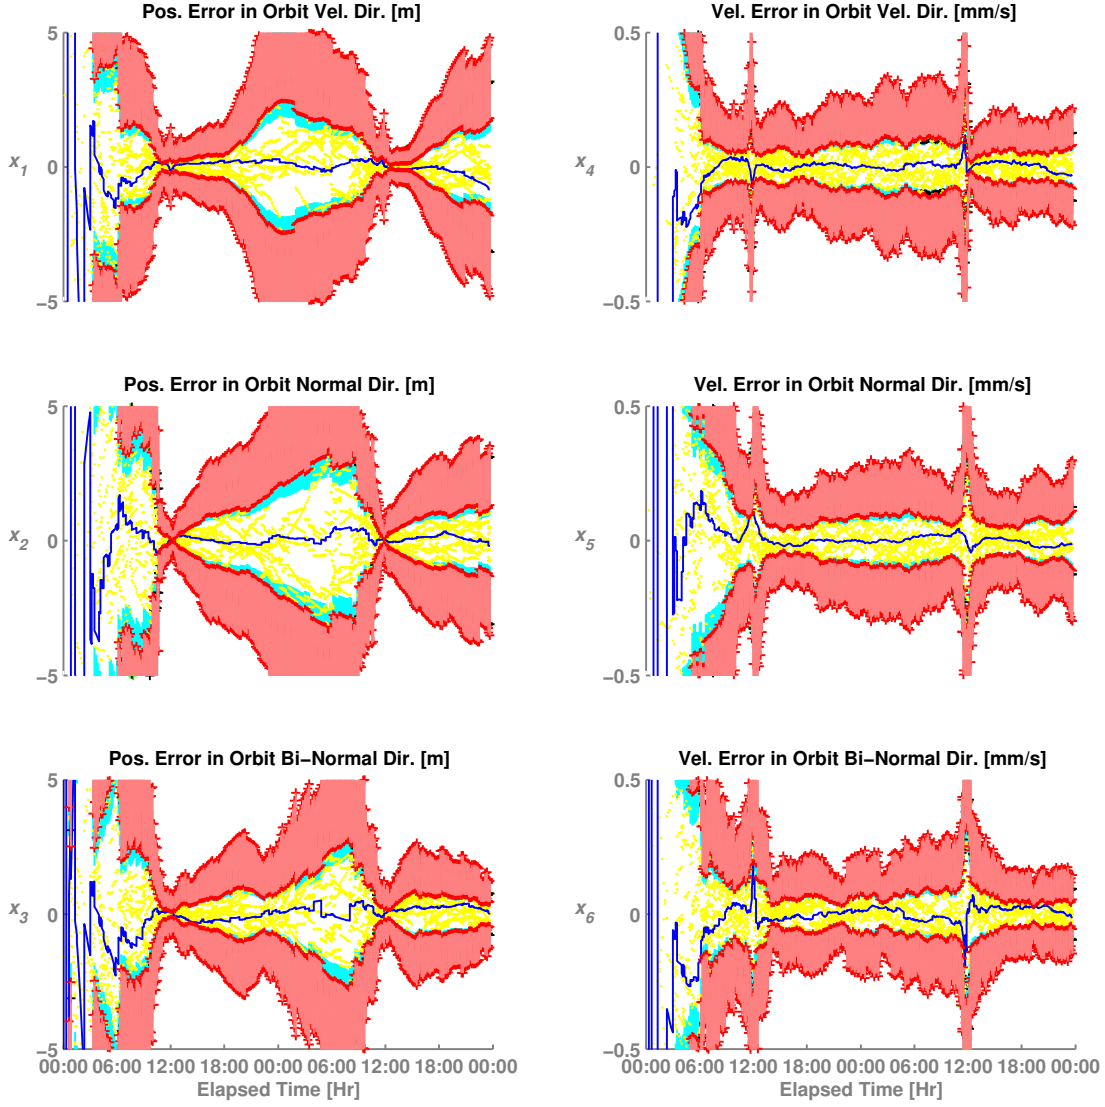 Pos. Error in Orbit Vel. Dir. [m]
5
x1
0
−5
Vel. Error in Orbit Vel. Dir. [mm/s]
0.5
x4
0
−0.5
Pos. Error in Orbit Normal Dir. [m]
5
x2
0
−5
Vel. Error in Orbit Normal Dir. [mm/s]
0.5
x5
0
−0.5
Pos. Error in Orbit Bi−Normal Dir. [m]
5
x3
0
−5
00:00 06:00 12:00 18:00 00:00 06:00 12:00 18:00 00:00
Elapsed Time [Hr]
Vel. Error in Orbit Bi−Normal Dir. [mm/s]
0.5
x6
0
−0.5
00:00 06:00 12:00 18:00 00:00 06:00 12:00 18:00 00:00
Elapsed Time [Hr]